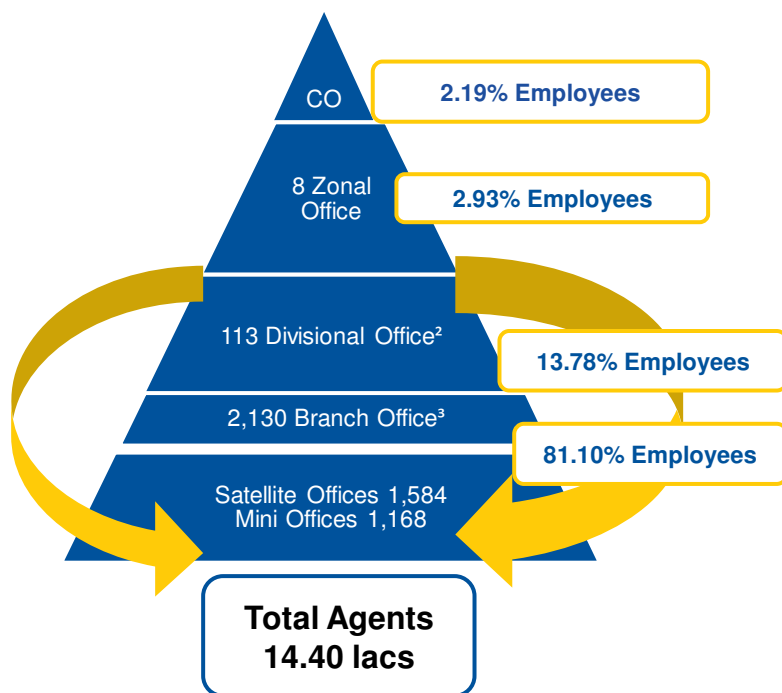 CO
2.19% Employees
8 Zonal
Office
2.93% Employees
113 Divisional Office²
13.78% Employees
2,130 Branch Office³
81.10% Employees
Satellite Offices 1,584
Mini Offices 1,168
Total Agents
14.40 lacs